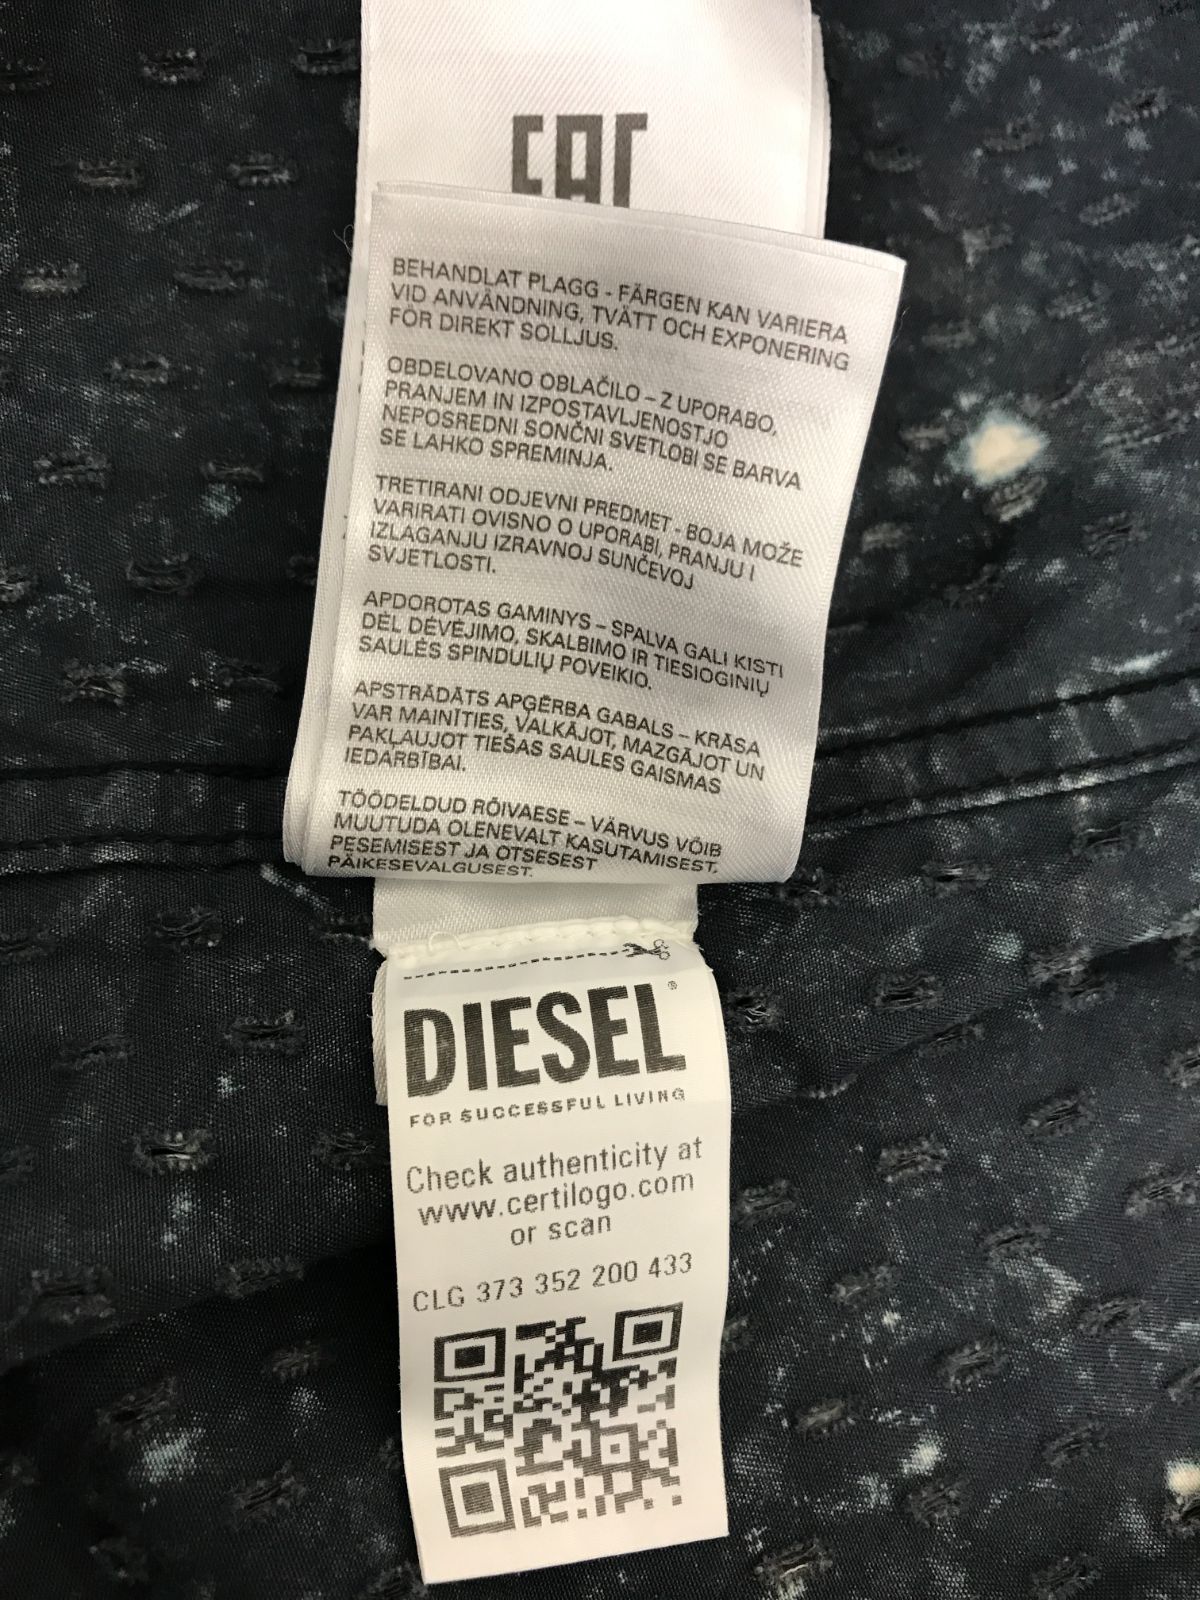 EAC
BEHANDLAT PLAGG - FÄRGEN KAN VARIERA
VID ANVÄNDNING, TVÄTT OCH EXPONERING
FÖR DIREKT SOLLJUS.
OBDELOVANO OBLAČILO – Z UPORABO,
PRANJEM IN IZPOSTAVLJENOSTJO
NEPOSREDNI SONČNI SVETLOBI SE BARVA
SE LAHKO SPREMINJA.
TRETIRANI ODJEVNI PREDMET - BOJA MOŽE
VARIRATI OVISNO O UPORABI, PRANJU I
IZLAGANJU IZRAVNOJ SUNČEVOJ
SVJETLOSTI.
APDOROTAS GAMINYS – SPALVA GALI KISTI
DĖL DĖVĖJIMO, SKALBIMO IR TIESIOGINIŲ
SAULĖS SPINDULIŲ POVEIKIO.
APSTRĀDĀTS APĢĒRBA GABALS – KRĀSA
VAR MAINĪTIES, VALKĀJOT, MAZGĀJOT UN
PAKĻAUJOT TIEŠAS SAULES GAISMAS
IEDARBĪBAI.
TÖÖDELDUD RÕIVAESE – VÄRVUS VÕIB
MUUTUDA OLENEVALT KASUTAMISEST,
PESEMISEST JA OTSESEST
PÄIKESEVALGUSEST.
DIESEL®
FOR SUCCESSFUL LIVING
Check authenticity at
www.certilogo.com
or scan
CLG 373 352 200 433